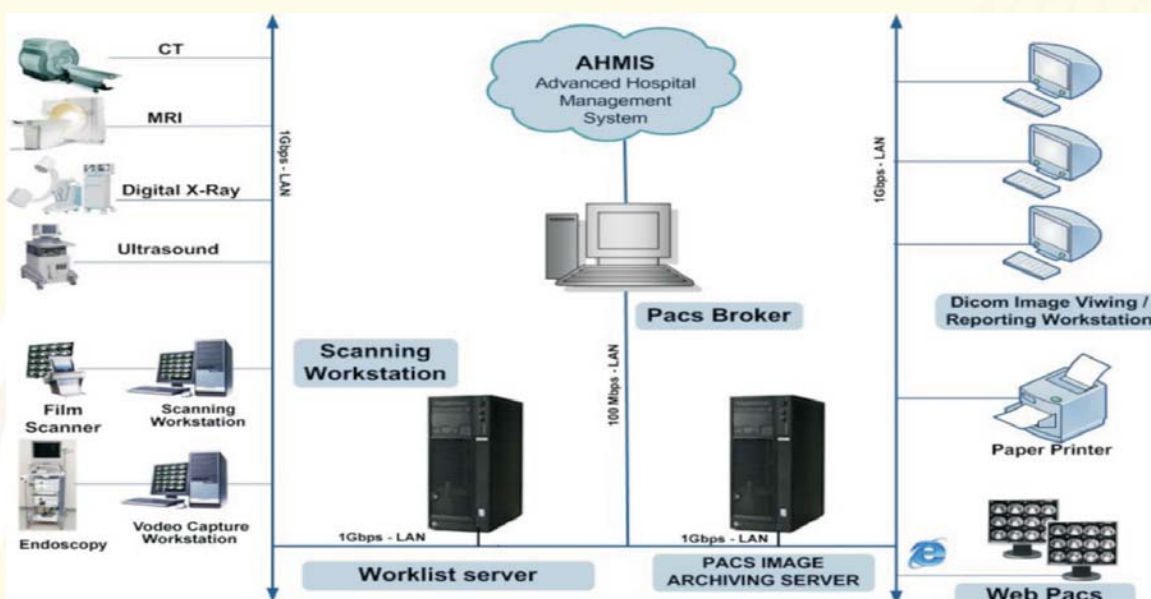 CT
MRI
Digital X-Ray
Ultrasound
Film
Scanner
Scanning
Workstation
Endoscopy
Vodeo Capture
Workstation
1Gbps - LAN
AHMIS
Advanced Hospital
Management
System
Pacs Broker
Scanning
Workstation
100 Mbps - LAN
1Gbps - LAN
Worklist server
1Gbps - LAN
PACS IMAGE
ARCHIVING SERVER
1Gbps - LAN
Dicom Image Viwing /
Reporting Workstation
Paper Printer
Web Pacs